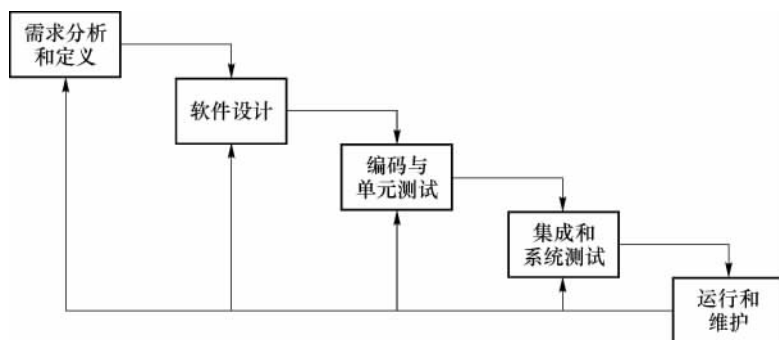 需求分析
和定义
软件设计
编码与
单元测试
集成和
系统测试
运行和
维护